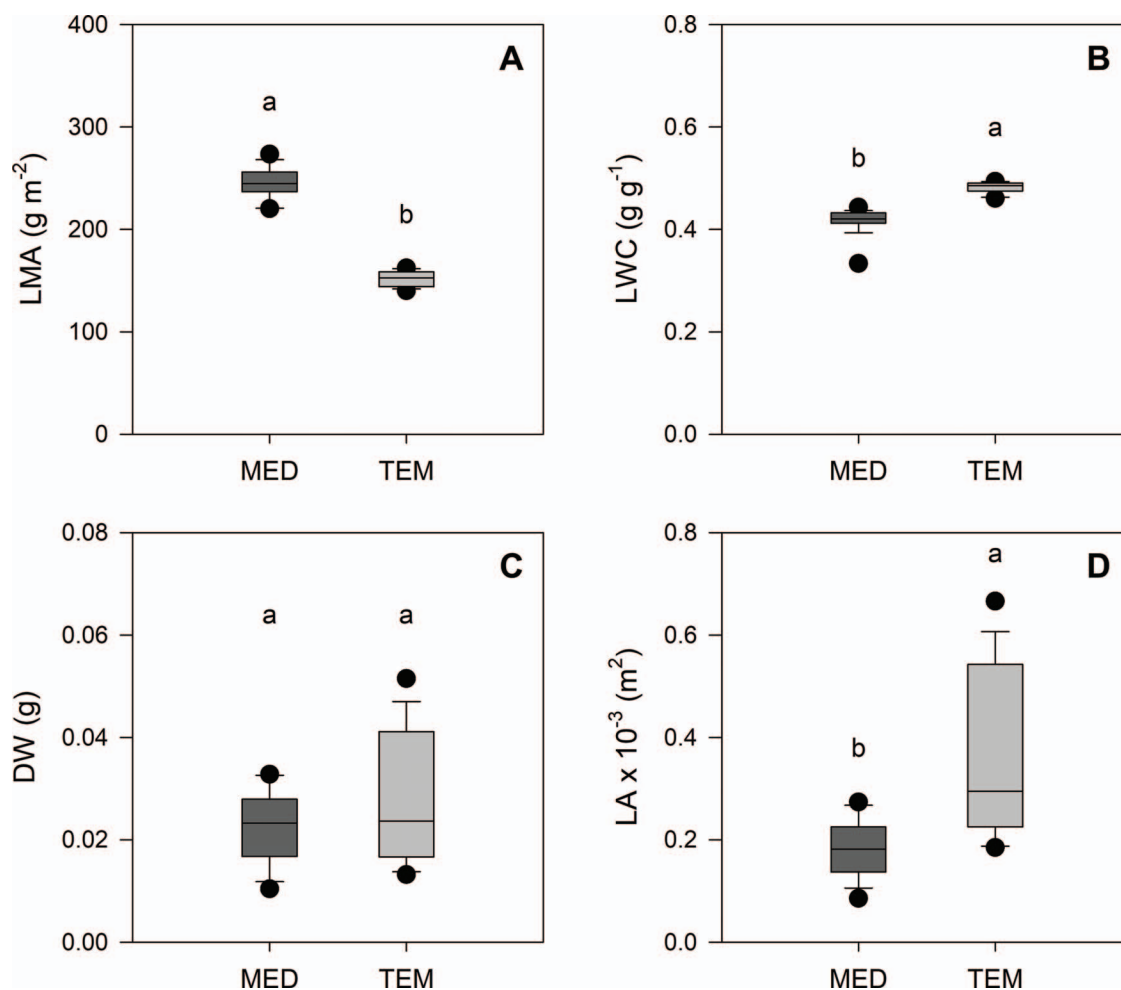 A
LMA (g m⁻²)
400
300
200
100
0
a
b
MED
TEM
B
LWC (g g⁻¹)
0.8
0.6
0.4
0.2
0.0
b
a
MED
TEM
C
DW (g)
0.08
0.06
0.04
0.02
0.00
a
a
MED
TEM
D
LA x 10⁻³ (m²)
0.8
0.6
0.4
0.2
0.0
b
a
MED
TEM